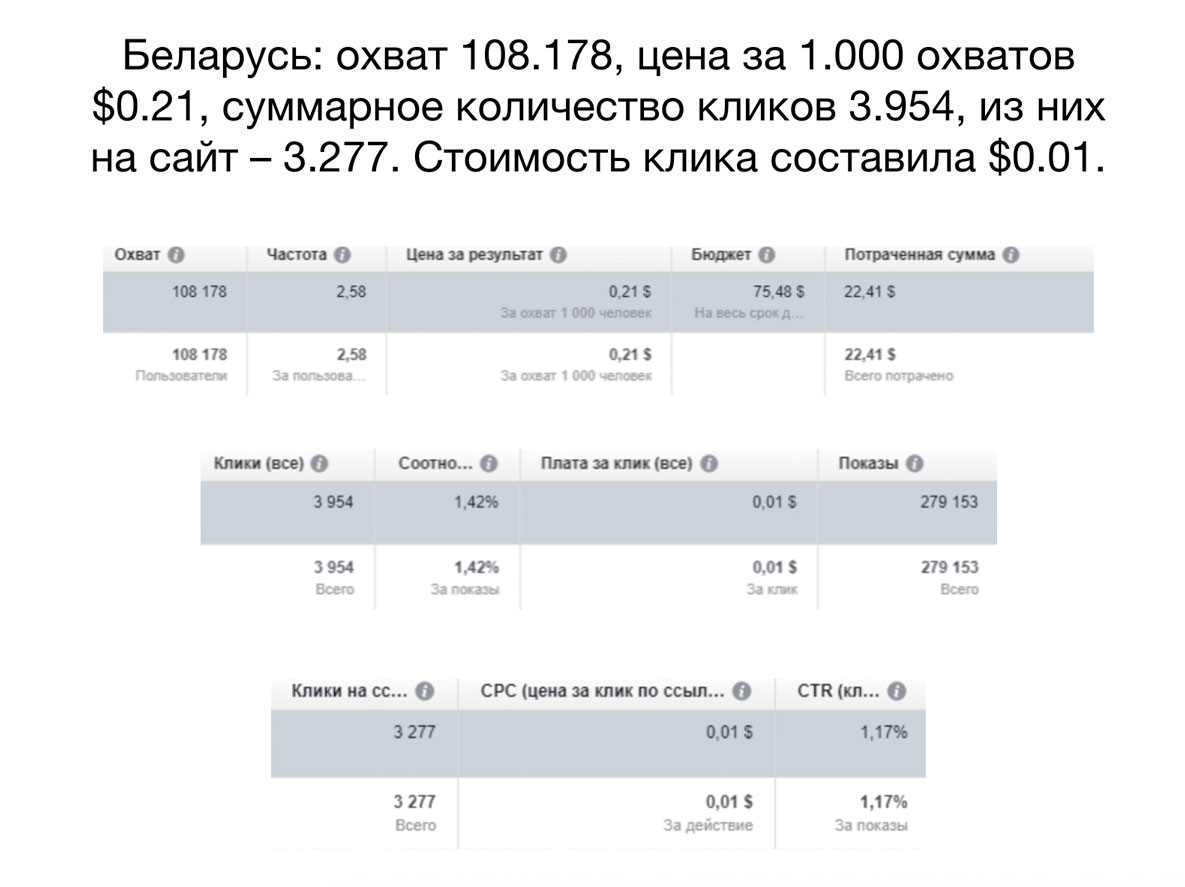 Беларусь: охват 108.178, цена за 1.000 охватов
$0.21, суммарное количество кликов 3.954, из них
на сайт – 3.277. Стоимость клика составила $0.01.
Охват Частота Цена за результат Бюджет Потраченная сумма
108 178 2,58 0,21 $ 75,48 $ 22,41 $
За охват 1 000 человек На весь срок д...
108 178 2,58 0,21 $ 22,41 $
Пользователи За пользова... За охват 1 000 человек Всего потрачено
Клики (все) Соотно... Плата за клик (все) Показы
3 954 1,42% 0,01 $ 279 153
3 954 1,42% 0,01 $ 279 153
Всего За показы За клик Всего
Клики на сс... CPC (цена за клик по ссыл... CTR (кл...
3 277 0,01 $ 1,17%
3 277 0,01 $ 1,17%
Всего За действие За показы